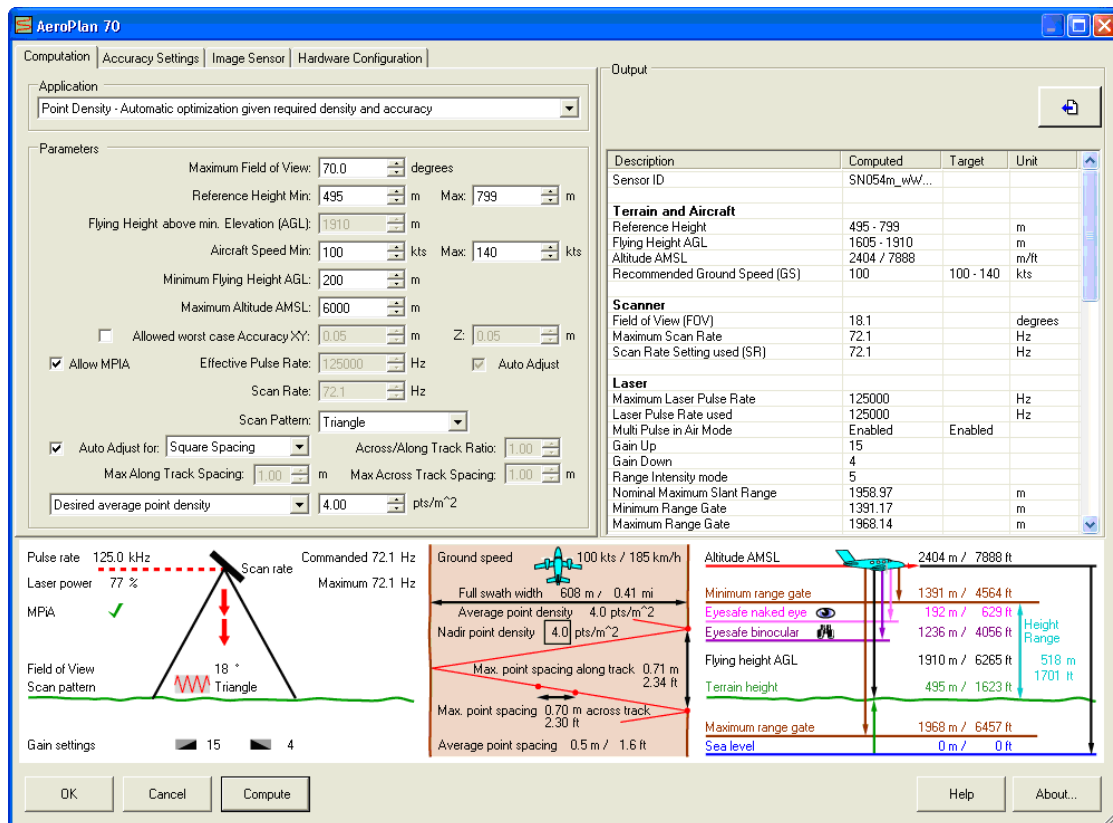 AeroPlan 70
Computation Accuracy Settings Image Sensor Hardware Configuration
Application
Point Density - Automatic optimization given required density and accuracy
Parameters
Maximum Field of View: 70.0 degrees
Reference Height Min: 495 m Max: 799 m
Flying Height above min. Elevation (AGL): 1910 m
Aircraft Speed Min: 100 kts Max: 140 kts
Minimum Flying Height AGL: 200 m
Maximum Altitude AMSL: 6000 m
Allowed worst case Accuracy XY: 0.05 m Z: 0.05 m
Allow MPIA Effective Pulse Rate: 125000 Hz Auto Adjust
Scan Rate: 72.1 Hz
Scan Pattern: Triangle
Auto Adjust for: Square Spacing Across/Along Track Ratio: 1.00
Max Along Track Spacing: 1.00 m Max Across Track Spacing: 1.00 m
Desired average point density 4.00 pts/m^2
Output
Description Computed Target Unit
Sensor ID SN054m_wW...
Terrain and Aircraft
Reference Height 495 - 799 m
Flying Height AGL 1605 - 1910 m
Altitude AMSL 2404 / 7888 m/ft
Recommended Ground Speed (GS) 100 100 - 140 kts
Scanner
Field of View (FOV) 18.1 degrees
Maximum Scan Rate 72.1 Hz
Scan Rate Setting used (SR) 72.1 Hz
Laser
Maximum Laser Pulse Rate 125000 Hz
Laser Pulse Rate used 125000 Hz
Multi Pulse in Air Mode Enabled Enabled
Gain Up 15
Gain Down 4
Range Intensity mode 5
Nominal Maximum Slant Range 1958.97 m
Minimum Range Gate 1391.17 m
Maximum Range Gate 1968.14 m
Pulse rate 125.0 kHz
Laser power 77 %
MPiA
Scan rate
Commanded 72.1 Hz
Maximum 72.1 Hz
Field of View 18 °
Scan pattern Triangle
Gain settings 15 4
Ground speed 100 kts / 185 km/h
Full swath width 608 m / 0.41 mi
Average point density 4.0 pts/m^2
Nadir point density 4.0 pts/m^2
Max. point spacing along track 0.71 m
2.34 ft
Max. point spacing 0.70 m across track
2.30 ft
Average point spacing 0.5 m / 1.6 ft
Altitude AMSL 2404 m / 7888 ft
Minimum range gate 1391 m / 4564 ft
Eyesafe naked eye 192 m / 629 ft
Eyesafe binocular 1236 m / 4056 ft
Height Range
518 m
1701 ft
Flying height AGL 1910 m / 6265 ft
Terrain height 495 m / 1623 ft
Maximum range gate 1968 m / 6457 ft
Sea level 0 m / 0 ft
OK Cancel Compute Help About...